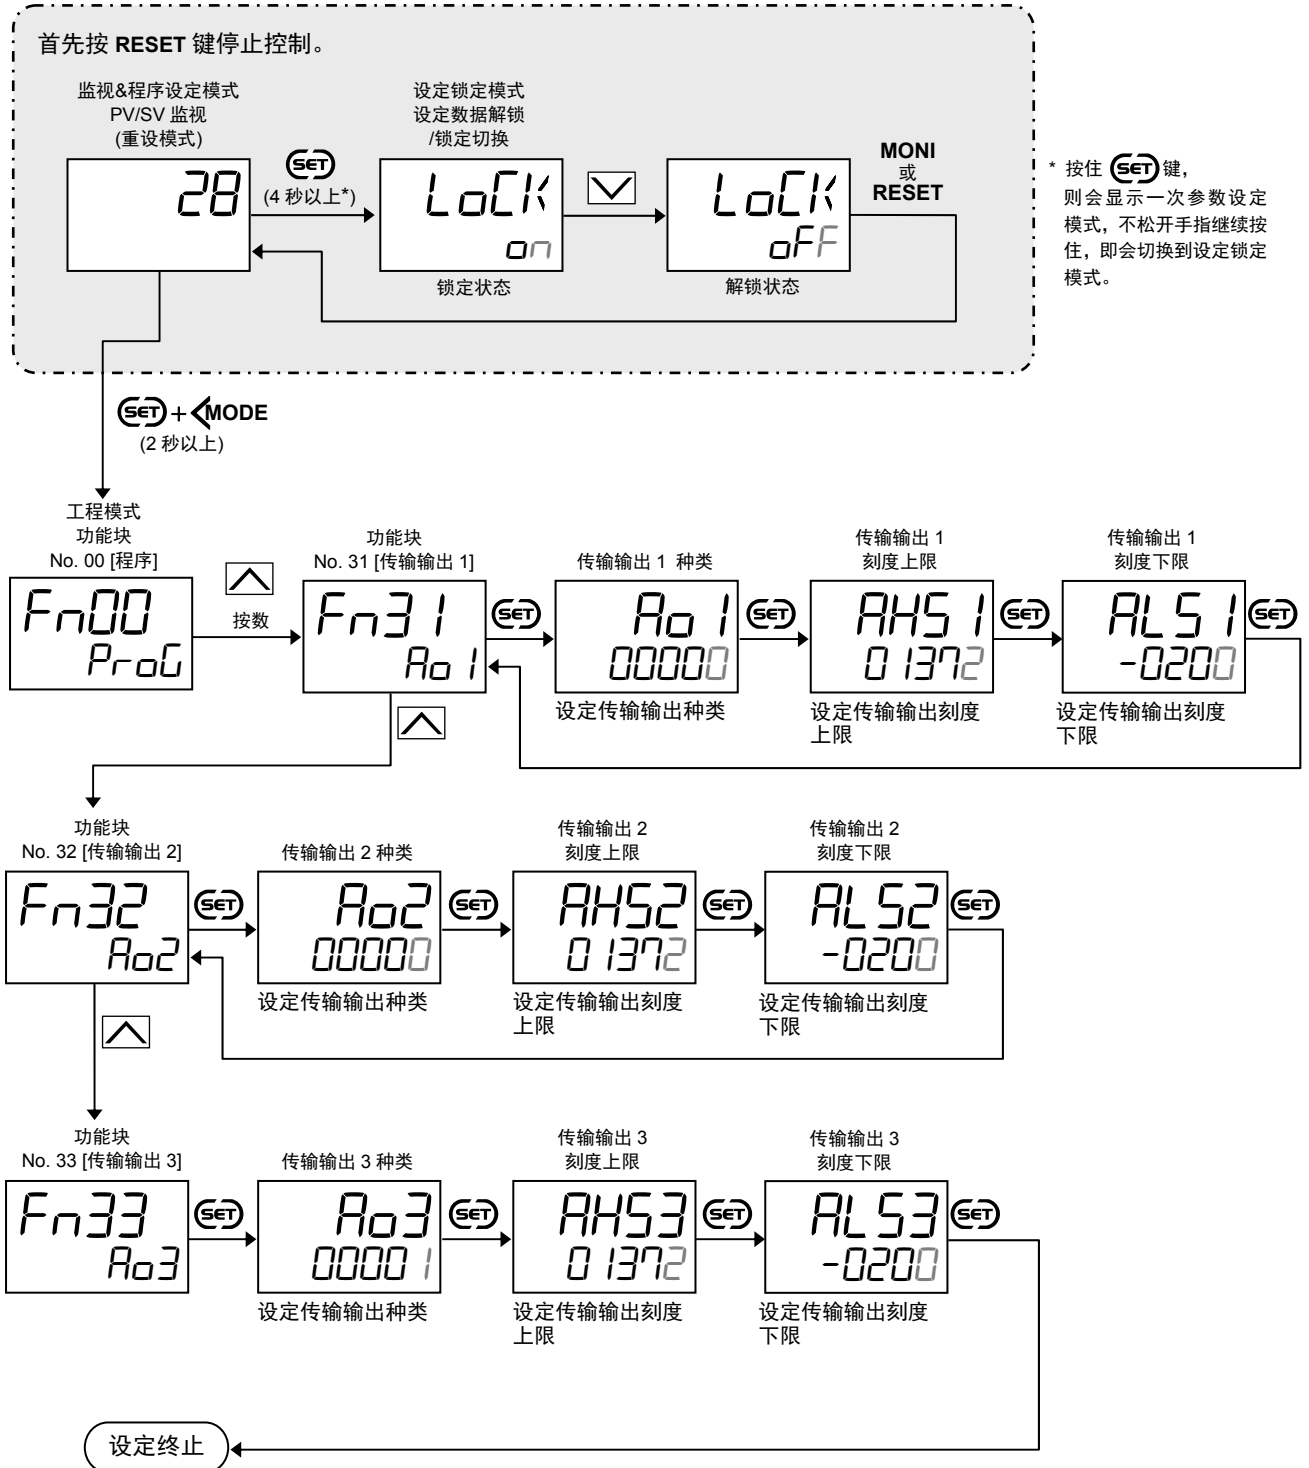 首先按 RESET 键停止控制。
监视&程序设定模式
PV/SV 监视
(重设模式)
28
SET
(4 秒以上*)
设定锁定模式
设定数据解锁
/锁定切换
LoCK
on
锁定状态
LoCK
oFF
解锁状态
MONI
或
RESET
* 按住 SET 键，
则会显示一次参数设定
模式，不松开手指继续按
住，即会切换到设定锁定
模式。
SET + <MODE
(2 秒以上)
工程模式
功能块
No. 00 [程序]
Fn00
ProG
按数
功能块
No. 31 [传输输出 1]
Fn31
Ao1
SET
传输输出 1 种类
Ao1
00000
设定传输输出种类
SET
传输输出 1
刻度上限
AHS1
01372
设定传输输出刻度
上限
SET
传输输出 1
刻度下限
ALS1
-0200
设定传输输出刻度
下限
SET
功能块
No. 32 [传输输出 2]
Fn32
Ao2
SET
传输输出 2 种类
Ao2
00000
设定传输输出种类
SET
传输输出 2
刻度上限
AHS2
01372
设定传输输出刻度
上限
SET
传输输出 2
刻度下限
ALS2
-0200
设定传输输出刻度
下限
SET
功能块
No. 33 [传输输出 3]
Fn33
Ao3
SET
传输输出 3 种类
Ao3
00001
设定传输输出种类
SET
传输输出 3
刻度上限
AHS3
01372
设定传输输出刻度
上限
SET
传输输出 3
刻度下限
ALS3
-0200
设定传输输出刻度
下限
SET
设定终止